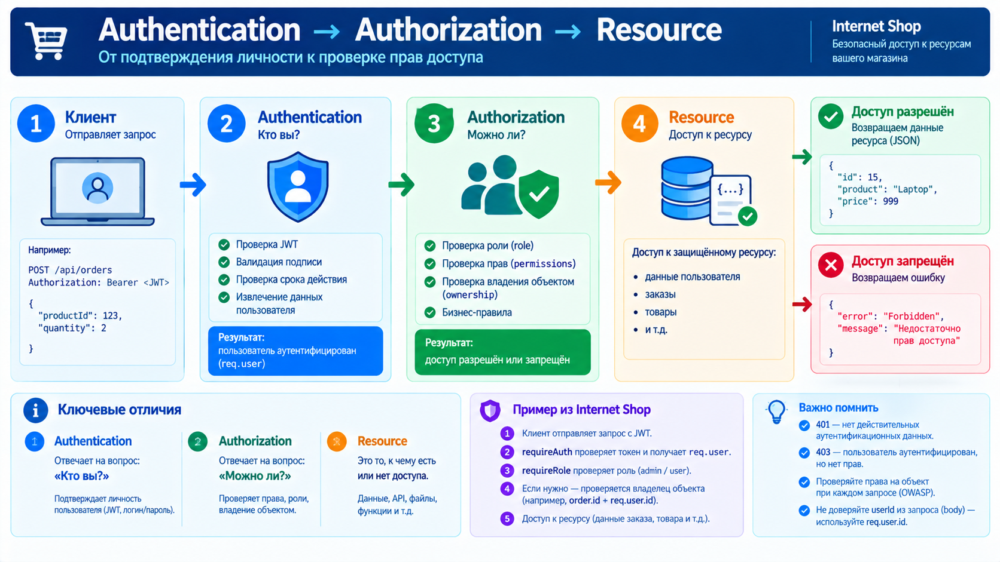 Authentication → Authorization → Resource
От подтверждения личности к проверке прав доступа
Internet Shop
Безопасный доступ к ресурсам
вашего магазина
1
Клиент
Отправляет запрос
Например:
POST /api/orders
Authorization: Bearer <JWT>
{
"productId": 123,
"quantity": 2
}
2
Authentication
Кто вы?
Проверка JWT
Валидация подписи
Проверка срока действия
Извлечение данных
пользователя
Результат:
пользователь аутентифицирован
(req.user)
3
Authorization
Можно ли?
Проверка роли (role)
Проверка прав (permissions)
Проверка владения объектом
(ownership)
Бизнес-правила
Результат:
доступ разрешён или запрещён
4
Resource
Доступ к ресурсу
{...}
Доступ к защищённому ресурсу:
• данные пользователя
• заказы
• товары
• и т.д.
Доступ разрешён
Возвращаем данные
ресурса (JSON)
{
"id": 15,
"product": "Laptop",
"price": 999
}
Доступ запрещён
Возвращаем ошибку
{
"error": "Forbidden",
"message": "Недостаточно
прав доступа"
}
i
Ключевые отличия
1
Authentication
Отвечает на вопрос:
«Кто вы?»
Подтверждает личность
пользователя (JWT, логин/пароль).
2
Authorization
Отвечает на вопрос:
«Можно ли?»
Проверяет права, роли,
владение объектом.
3
Resource
Это то, к чему есть
или нет доступа.
Данные, API, файлы,
функции и т.д.
Пример из Internet Shop
1 Клиент отправляет запрос с JWT.
2 requireAuth проверяет токен и получает req.user.
3 requireRole проверяет роль (admin / user).
4 Если нужно — проверяется владелец объекта
(например, order.id + req.user.id).
5 Доступ к ресурсу (данные заказа, товара и т.д.).
Важно помнить
401 — нет действительных
аутентификационных данных.
403 — пользователь аутентифицирован,
но нет прав.
Проверяйте права на объект
при каждом запросе (OWASP).
Не доверяйте userId из запроса (body) —
используйте req.user.id.